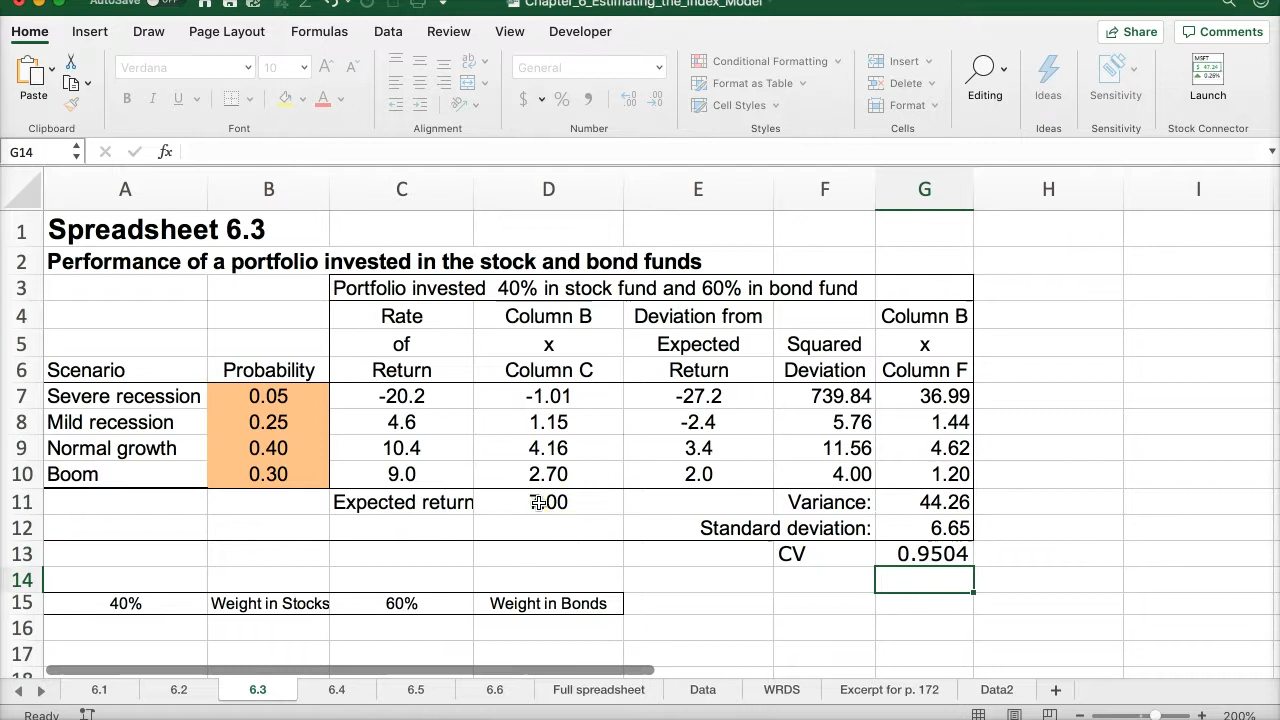 AutoSave OFF
Chapter_6_Estimating_the_Index_Model
Home Insert Draw Page Layout Formulas Data Review View Developer Share Comments
Paste Verdana 10 General Conditional Formatting Insert
Format as Table Delete Editing Ideas Sensitivity Launch
Cell Styles Format
Clipboard Font Alignment Number Styles Cells Ideas Sensitivity Stock Connector
G14 fx
A B C D E F G H I
1 Spreadsheet 6.3
2 Performance of a portfolio invested in the stock and bond funds
3 Portfolio invested 40% in stock fund and 60% in bond fund
4 Rate Column B Deviation from Column B
5 of x Expected Squared x
6 Scenario Probability Return Column C Return Deviation Column F
7 Severe recession 0.05 -20.2 -1.01 -27.2 739.84 36.99
8 Mild recession 0.25 4.6 1.15 -2.4 5.76 1.44
9 Normal growth 0.40 10.4 4.16 3.4 11.56 4.62
10 Boom 0.30 9.0 2.70 2.0 4.00 1.20
11 Expected return 7.00 Variance: 44.26
12 Standard deviation: 6.65
13 CV 0.9504
14
15 40% Weight in Stocks 60% Weight in Bonds
16
17
6.1 6.2 6.3 6.4 6.5 6.6 Full spreadsheet Data WRDS Excerpt for p. 172 Data2
Ready 200%